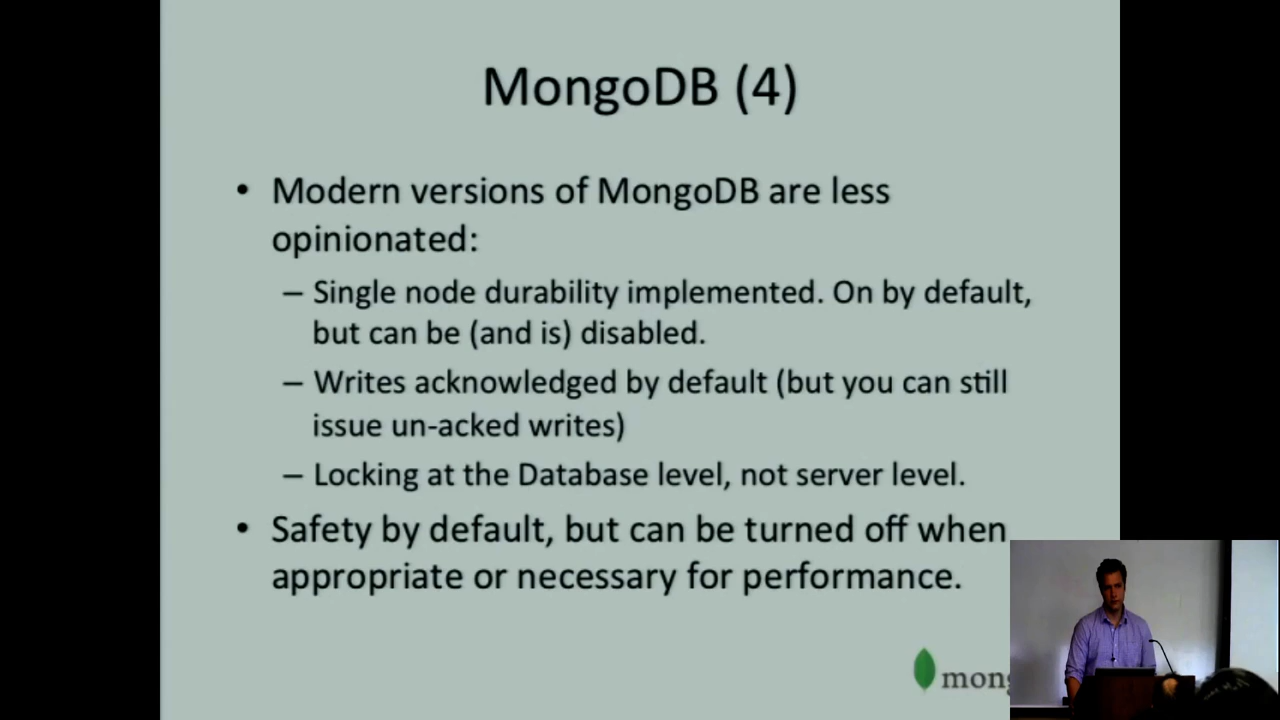 MongoDB (4)
• Modern versions of MongoDB are less
opinionated:
– Single node durability implemented. On by default,
but can be (and is) disabled.
– Writes acknowledged by default (but you can still
issue un-acked writes)
– Locking at the Database level, not server level.
• Safety by default, but can be turned off when
appropriate or necessary for performance.
mong